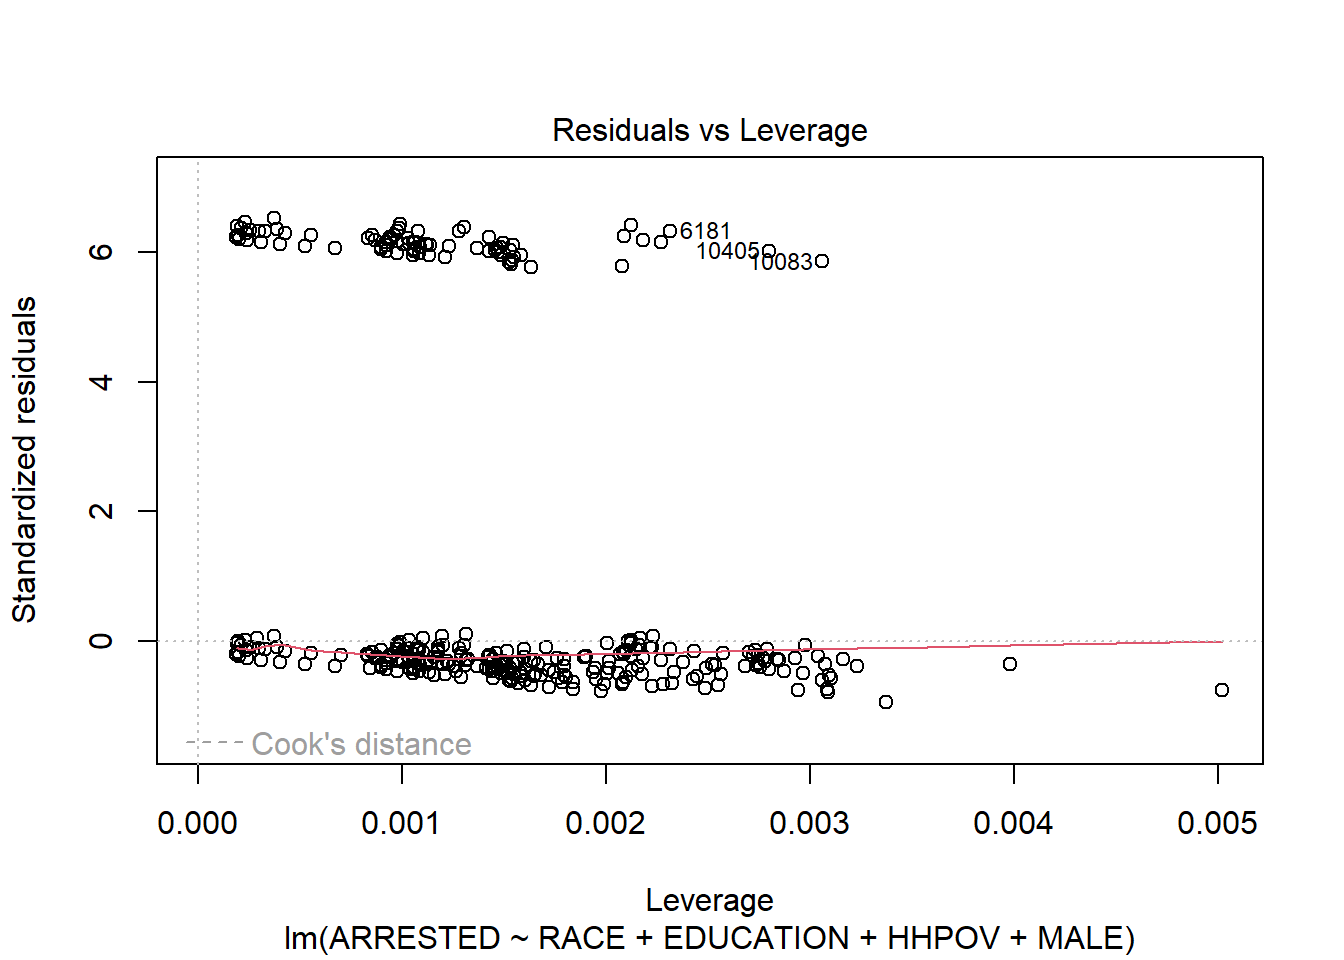 Residuals vs Leverage
Standardized residuals
6
4
2
0
6181
10405
10083
Cook's distance
0.000 0.001 0.002 0.003 0.004 0.005
Leverage
lm(ARRESTED ~ RACE + EDUCATION + HHPOV + MALE)